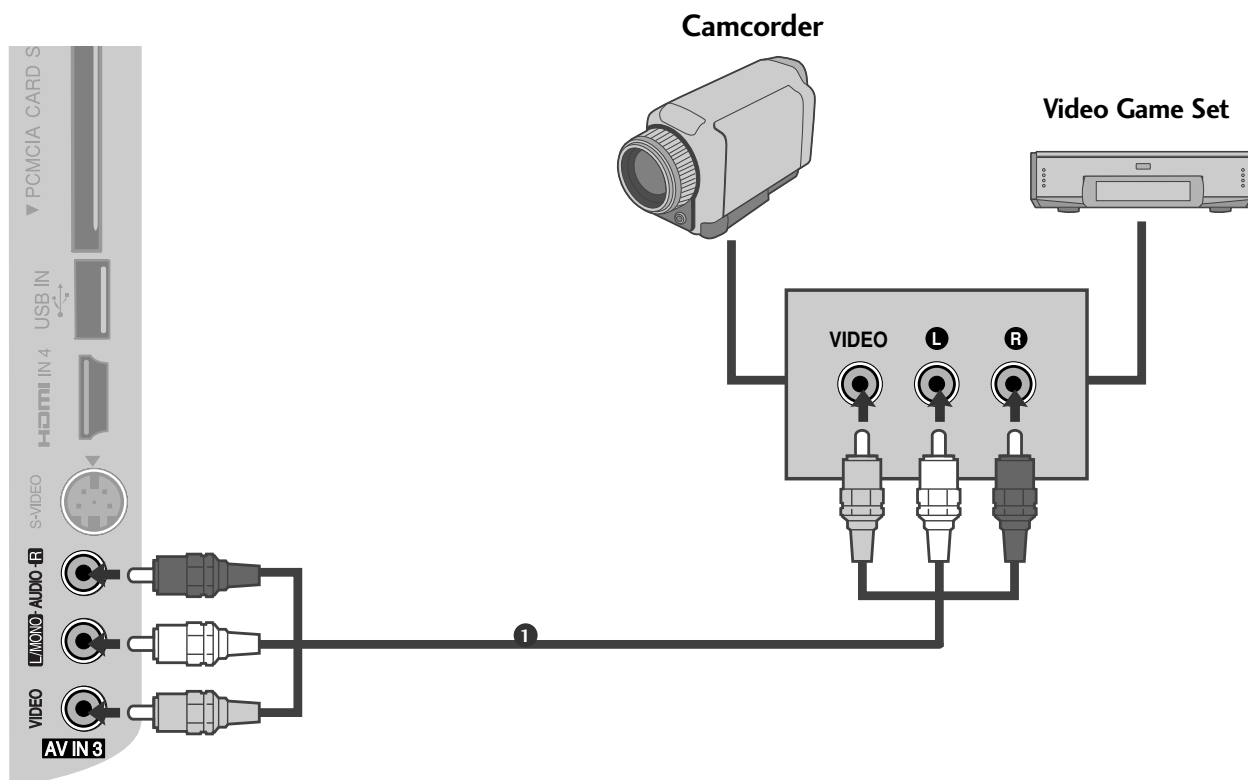 Camcorder
Video Game Set
VIDEO
L
R
▼ PCMCIA CARD S
USB IN
HDMI IN 4
S-VIDEO
L/MONO - AUDIO - R
VIDEO
AV IN 3
1